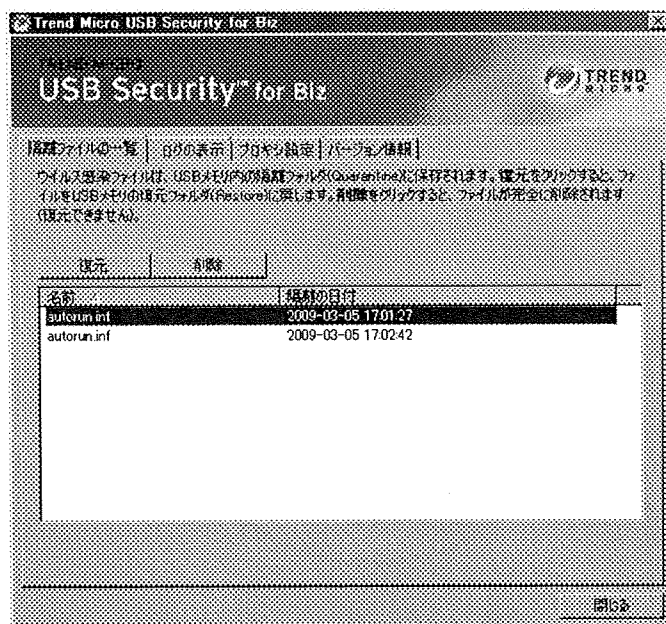 Trend Micro USB Security for Biz
USB Security™ for Biz
TREND
MICRO
隔離ファイルの一覧
ログの表示
プロキシ設定
バージョン情報
ウイルス感染ファイルは、USBメモリ内の隔離フォルダ(Quarantine)に保存されます。復元をクリックすると、ファ
イルをUSBメモリの復元フォルダ(Restore)に戻します。削除をクリックすると、ファイルが完全に削除されます
(復元できません)。
復元
削除
名前
隔離の日付
autorun.inf
2009-03-05 17:01:27
autorun.inf
2009-03-05 17:02:42
閉じる